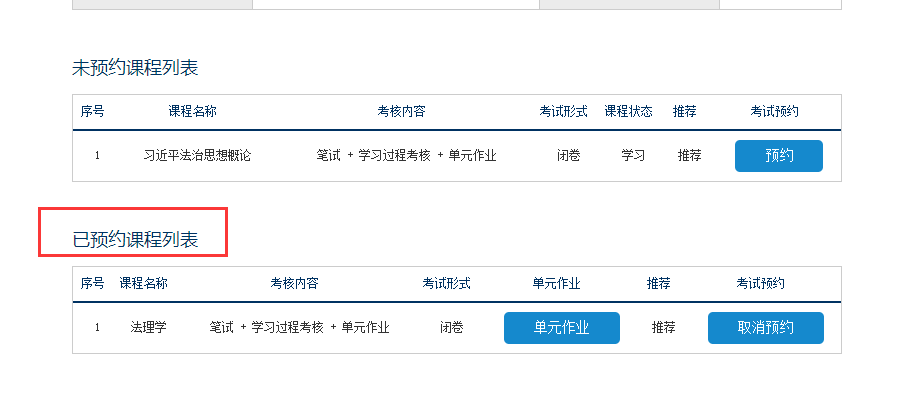 未预约课程列表
序号 课程名称 考核内容 考试形式 课程状态 推荐 考试预约
1 习近平法治思想概论 笔试 + 学习过程考核 + 单元作业 闭卷 学习 推荐 预约
已预约课程列表
序号 课程名称 考核内容 考试形式 单元作业 推荐 考试预约
1 法理学 笔试 + 学习过程考核 + 单元作业 闭卷 单元作业 推荐 取消预约